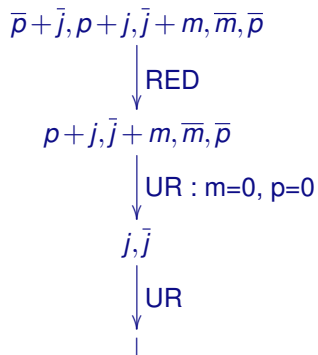 p̅ + j̄, p + j, j̄ + m, m̅, p̅
RED
p + j, j̄ + m, m̅, p̅
UR : m=0, p=0
j, j̄
UR